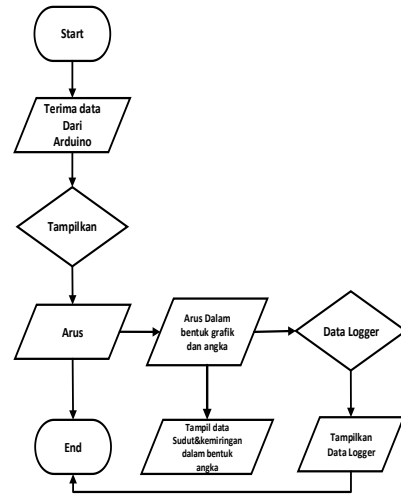 Start
Terima data
Dari
Arduino
Tampilkan
Arus
Arus Dalam
bentuk grafik
dan angka
Data Logger
End
Tampil data
Sudut&kemiringan
dalam bentuk
angka
Tampilkan
Data Logger